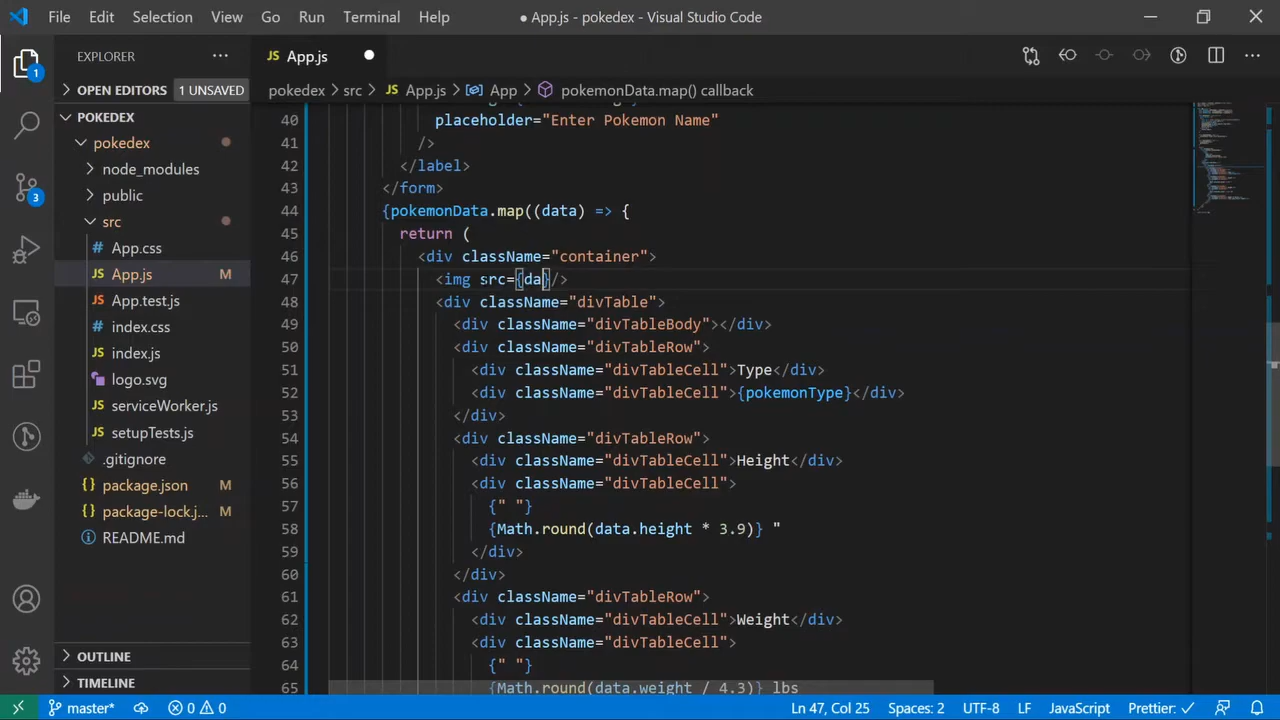 File Edit Selection View Go Run Terminal Help ● App.js - pokedex - Visual Studio Code
EXPLORER ···
JS App.js ●
1
OPEN EDITORS 1 UNSAVED
pokedex > src > JS App.js > App > pokemonData.map() callback
POKEDEX
pokedex
node_modules
public
src
# App.css
JS App.js M
JS App.test.js
# index.css
JS index.js
logo.svg
JS serviceWorker.js
JS setupTests.js
.gitignore
{} package.json M
{} package-lock.j... M
README.md
3
OUTLINE
TIMELINE
40 placeholder="Enter Pokemon Name"
41 />
42 </label>
43 </form>
44 {pokemonData.map((data) => {
45 return (
46 <div className="container">
47 <img src={da}/>
48 <div className="divTable">
49 <div className="divTableBody"></div>
50 <div className="divTableRow">
51 <div className="divTableCell">Type</div>
52 <div className="divTableCell">{pokemonType}</div>
53 </div>
54 <div className="divTableRow">
55 <div className="divTableCell">Height</div>
56 <div className="divTableCell">
57 {" "}
58 {Math.round(data.height * 3.9)} "
59 </div>
60 </div>
61 <div className="divTableRow">
62 <div className="divTableCell">Weight</div>
63 <div className="divTableCell">
64 {" "}
65 {Math.round(data.weight / 4.3)} lbs
master* 0 0 Ln 47, Col 25 Spaces: 2 UTF-8 LF JavaScript Prettier: ✓